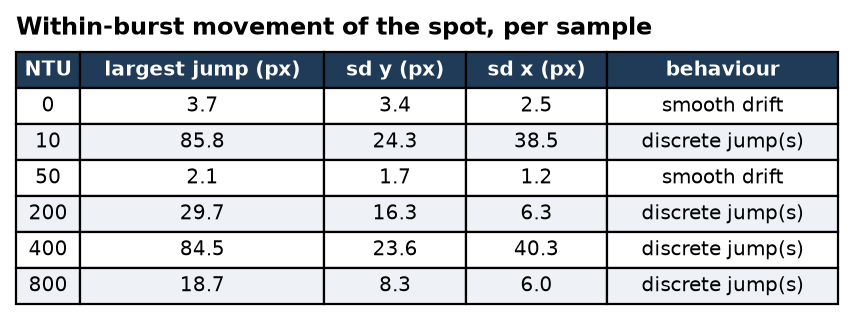 Within-burst movement of the spot, per sample
NTU largest jump (px) sd y (px) sd x (px) behaviour
0 3.7 3.4 2.5 smooth drift
10 85.8 24.3 38.5 discrete jump(s)
50 2.1 1.7 1.2 smooth drift
200 29.7 16.3 6.3 discrete jump(s)
400 84.5 23.6 40.3 discrete jump(s)
800 18.7 8.3 6.0 discrete jump(s)